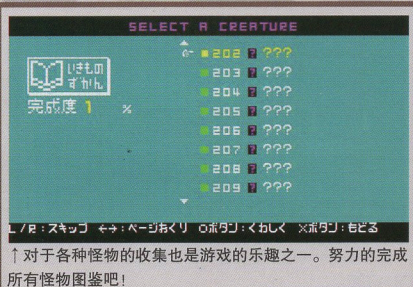 SELECT A CREATURE
いきもの
ずかん
完成度 1 %
202 ? ???
203 ? ???
204 ? ???
205 ? ???
206 ? ???
207 ? ???
208 ? ???
209 ? ???
L/R:スキップ ←→:ページおくり ○ボタン:くわしく ×ボタン:もどる
↑对于各种怪物的收集也是游戏的乐趣之一。努力的完成
所有怪物图鉴吧!